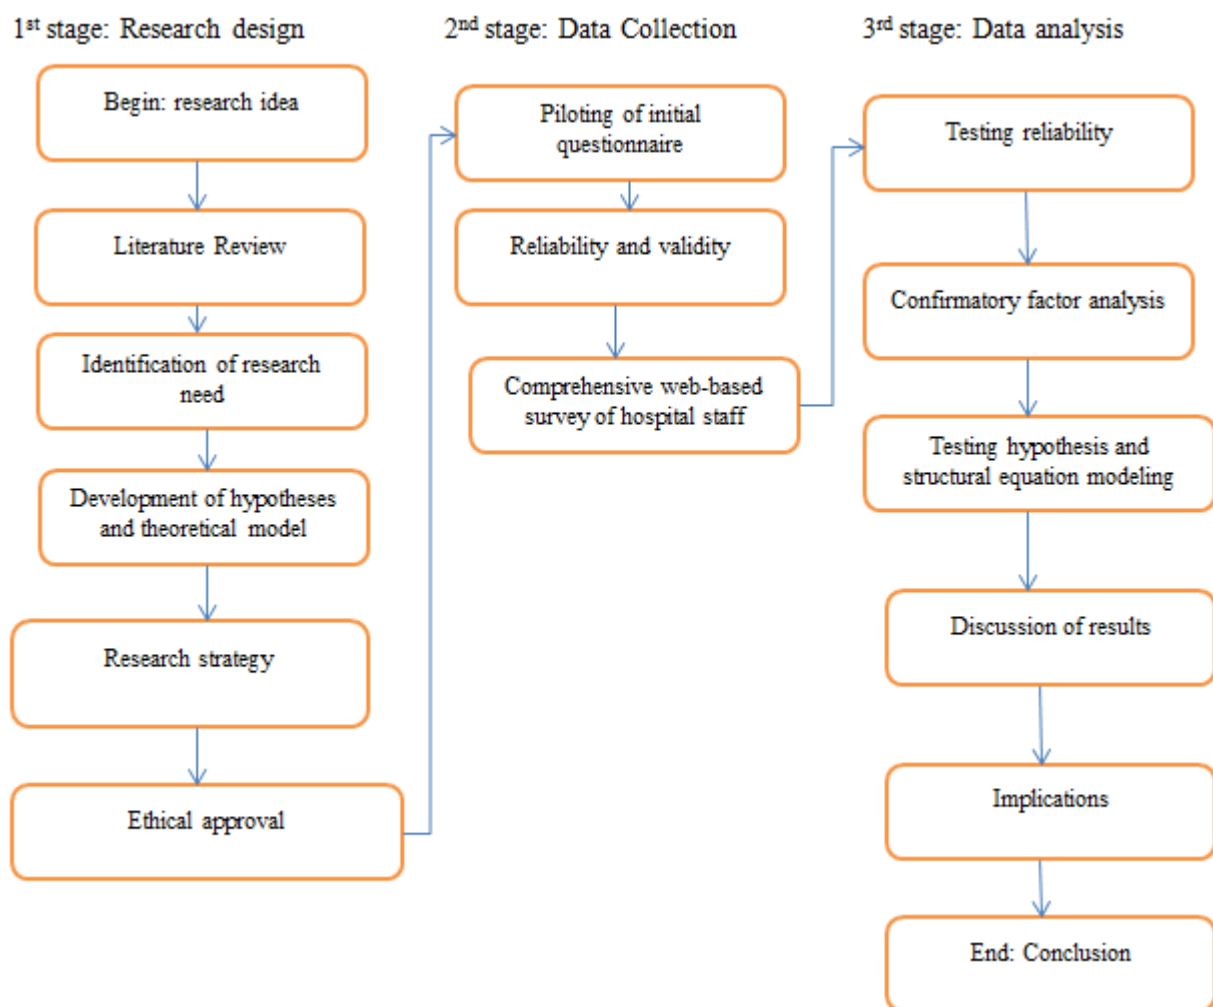 1st stage: Research design
Begin: research idea
Literature Review
Identification of research
need
Development of hypotheses
and theoretical model
Research strategy
Ethical approval
2nd stage: Data Collection
Piloting of initial
questionnaire
Reliability and validity
Comprehensive web-based
survey of hospital staff
3rd stage: Data analysis
Testing reliability
Confirmatory factor analysis
Testing hypothesis and
structural equation modeling
Discussion of results
Implications
End: Conclusion